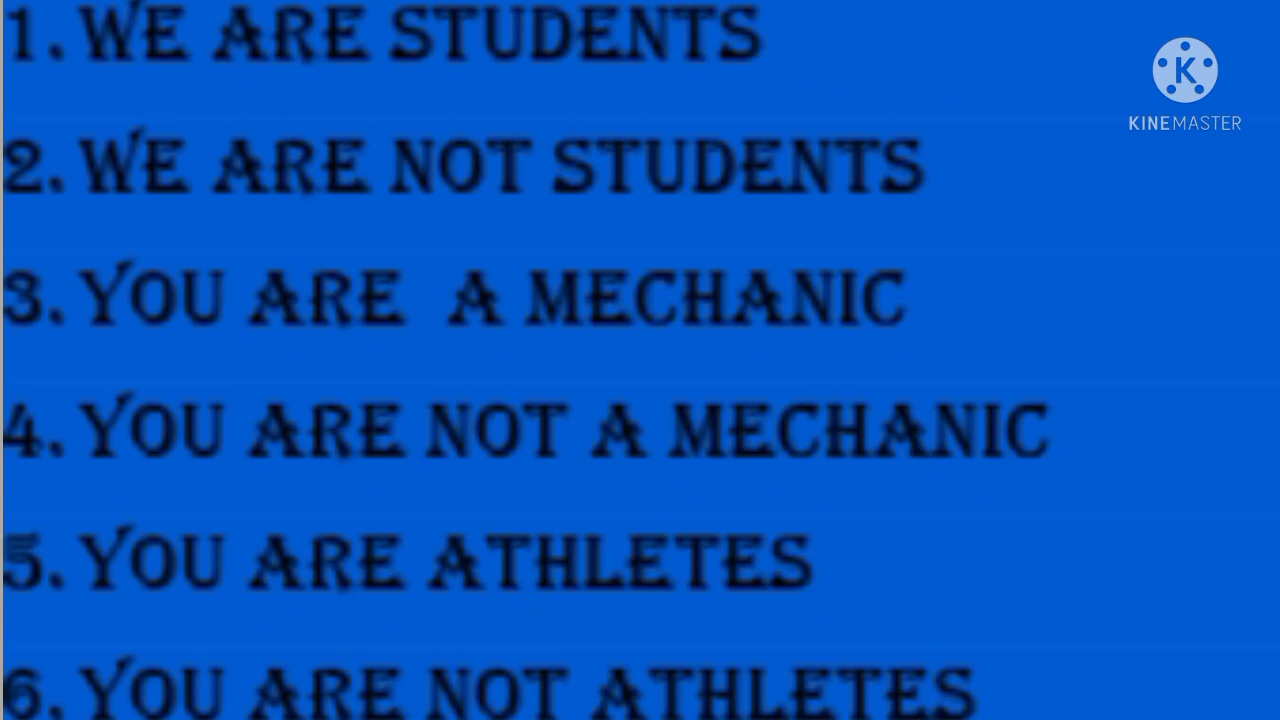 1. WE ARE STUDENTS
KINEMASTER
2. WE ARE NOT STUDENTS
3. YOU ARE A MECHANIC
4. YOU ARE NOT A MECHANIC
5. YOU ARE ATHLETES
6. YOU ARE NOT ATHLETES